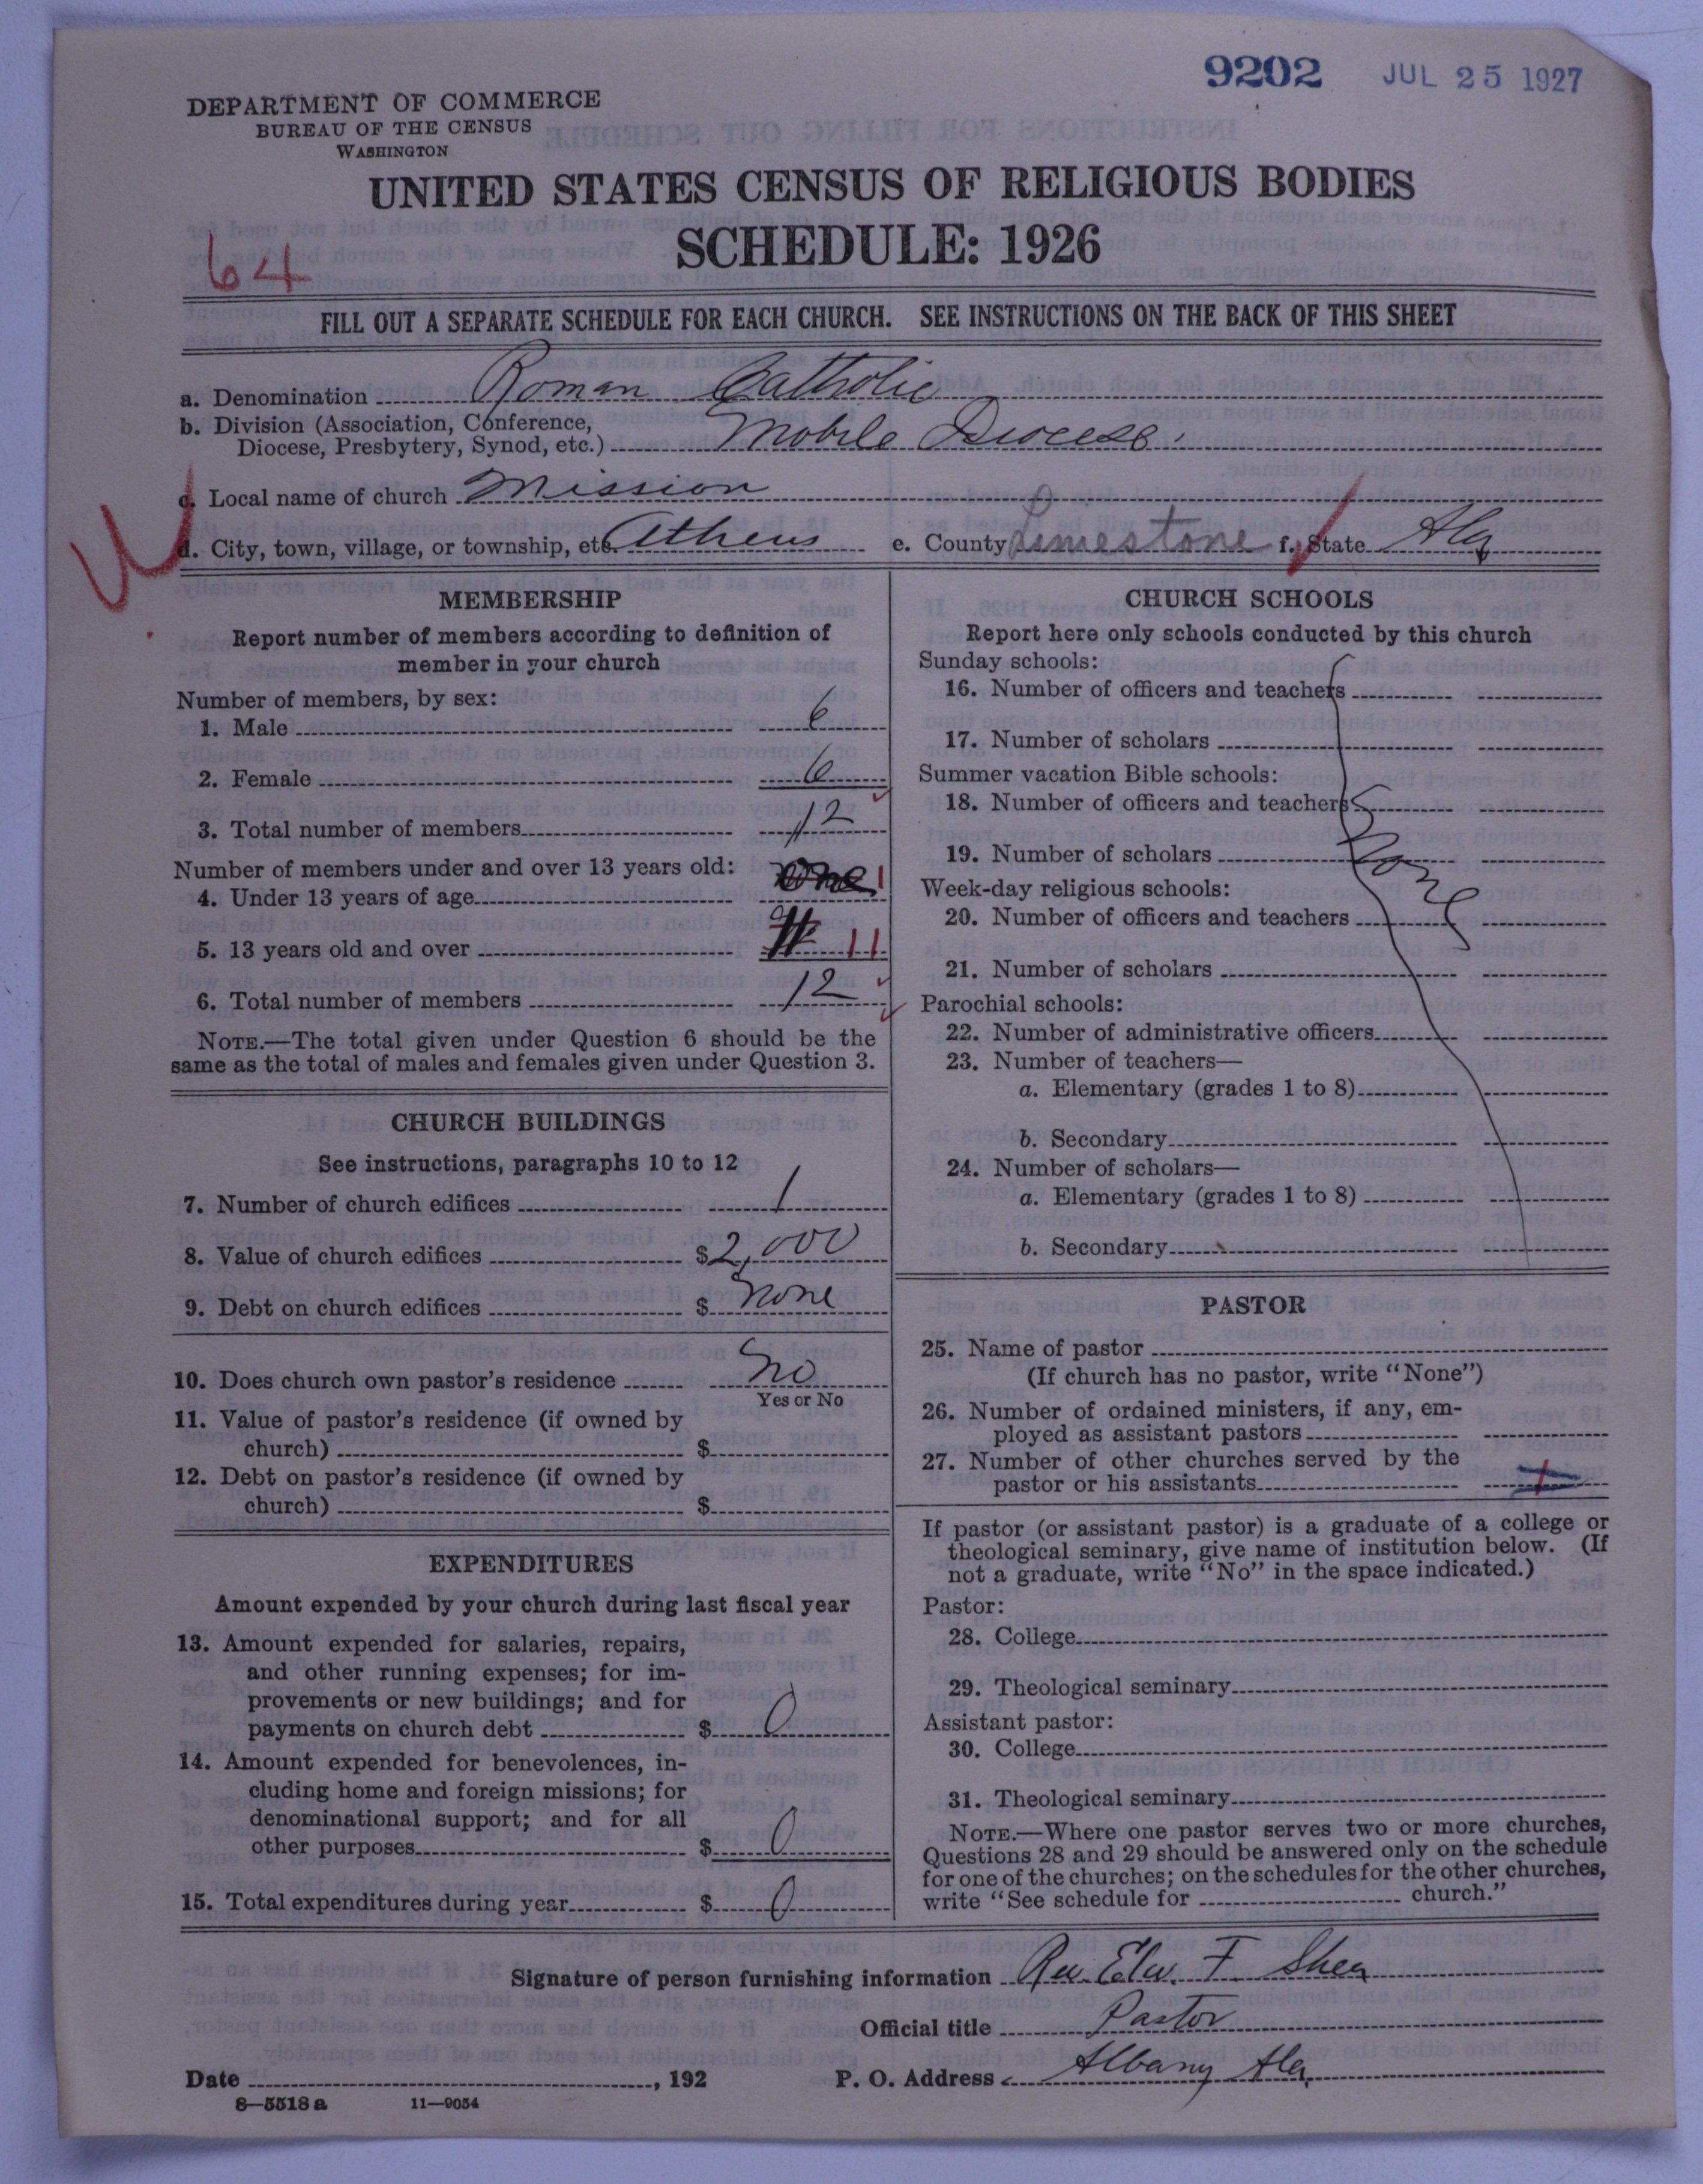 9202 JUL 25 1927
DEPARTMENT OF COMMERCE
BUREAU OF THE CENSUS
WASHINGTON
UNITED STATES CENSUS OF RELIGIOUS BODIES
SCHEDULE: 1926
64
FILL OUT A SEPARATE SCHEDULE FOR EACH CHURCH. SEE INSTRUCTIONS ON THE BACK OF THIS SHEET
a. Denomination Roman Catholic
b. Division (Association, Conference,
Diocese, Presbytery, Synod, etc.) Mobile Diocese.
c. Local name of church Mission
d. City, town, village, or township, etc. Athens e. County Limestone f. State Ala
MEMBERSHIP
Report number of members according to definition of
member in your church
Number of members, by sex:
1. Male 6
2. Female 6
3. Total number of members 12
Number of members under and over 13 years old:
4. Under 13 years of age one 1
5. 13 years old and over 11 11
6. Total number of members 12
NOTE.—The total given under Question 6 should be the
same as the total of males and females given under Question 3.
CHURCH BUILDINGS
See instructions, paragraphs 10 to 12
7. Number of church edifices 1
8. Value of church edifices $2,000
9. Debt on church edifices $ None
10. Does church own pastor's residence No
Yes or No
11. Value of pastor's residence (if owned by
church) $
12. Debt on pastor's residence (if owned by
church) $
EXPENDITURES
Amount expended by your church during last fiscal year
13. Amount expended for salaries, repairs,
and other running expenses; for im-
provements or new buildings; and for
payments on church debt $ 0
14. Amount expended for benevolences, in-
cluding home and foreign missions; for
denominational support; and for all
other purposes $ 0
15. Total expenditures during year $ 0
CHURCH SCHOOLS
Report here only schools conducted by this church
Sunday schools:
16. Number of officers and teachers
17. Number of scholars
Summer vacation Bible schools:
18. Number of officers and teachers
19. Number of scholars
None
Week-day religious schools:
20. Number of officers and teachers
21. Number of scholars
Parochial schools:
22. Number of administrative officers
23. Number of teachers—
a. Elementary (grades 1 to 8)
b. Secondary
24. Number of scholars—
a. Elementary (grades 1 to 8)
b. Secondary
PASTOR
25. Name of pastor
(If church has no pastor, write "None")
26. Number of ordained ministers, if any, em-
ployed as assistant pastors
27. Number of other churches served by the
pastor or his assistants
If pastor (or assistant pastor) is a graduate of a college or
theological seminary, give name of institution below. (If
not a graduate, write "No" in the space indicated.)
Pastor:
28. College
29. Theological seminary
Assistant pastor:
30. College
31. Theological seminary
NOTE.—Where one pastor serves two or more churches,
Questions 28 and 29 should be answered only on the schedule
for one of the churches; on the schedules for the other churches,
write "See schedule for church."
Signature of person furnishing information Rev. Edw. F Shea
Official title Pastor
Date , 192 P. O. Address Albany Ala,
8—5518 a 11—9054